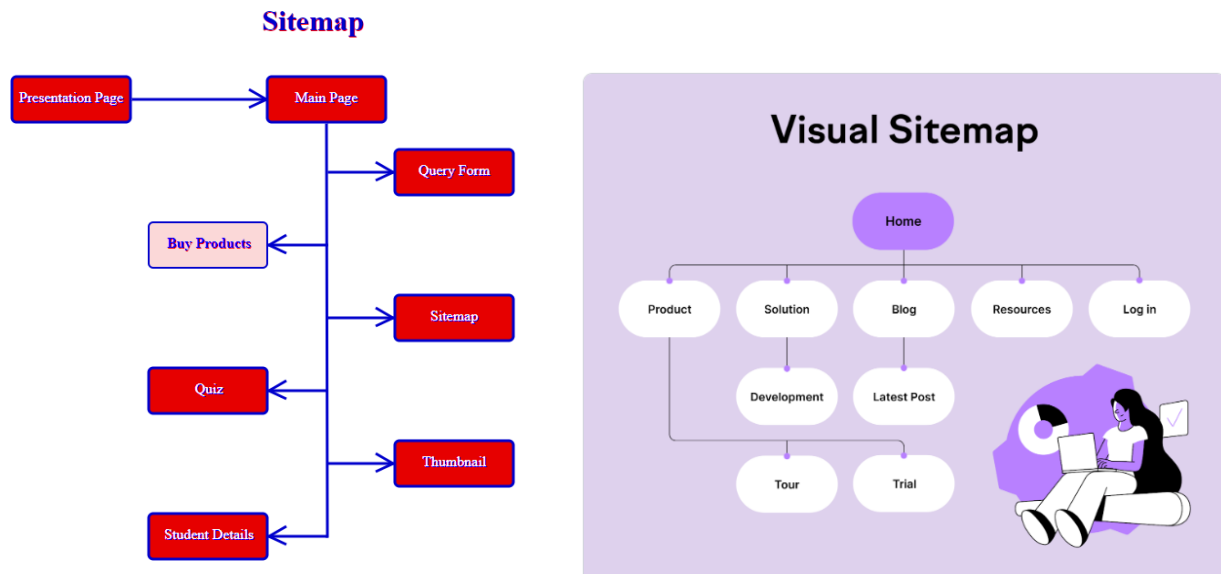 Sitemap
Presentation Page
Main Page
Query Form
Buy Products
Sitemap
Quiz
Thumbnail
Student Details
Visual Sitemap
Home
Product
Solution
Blog
Resources
Log in
Development
Latest Post
Tour
Trial